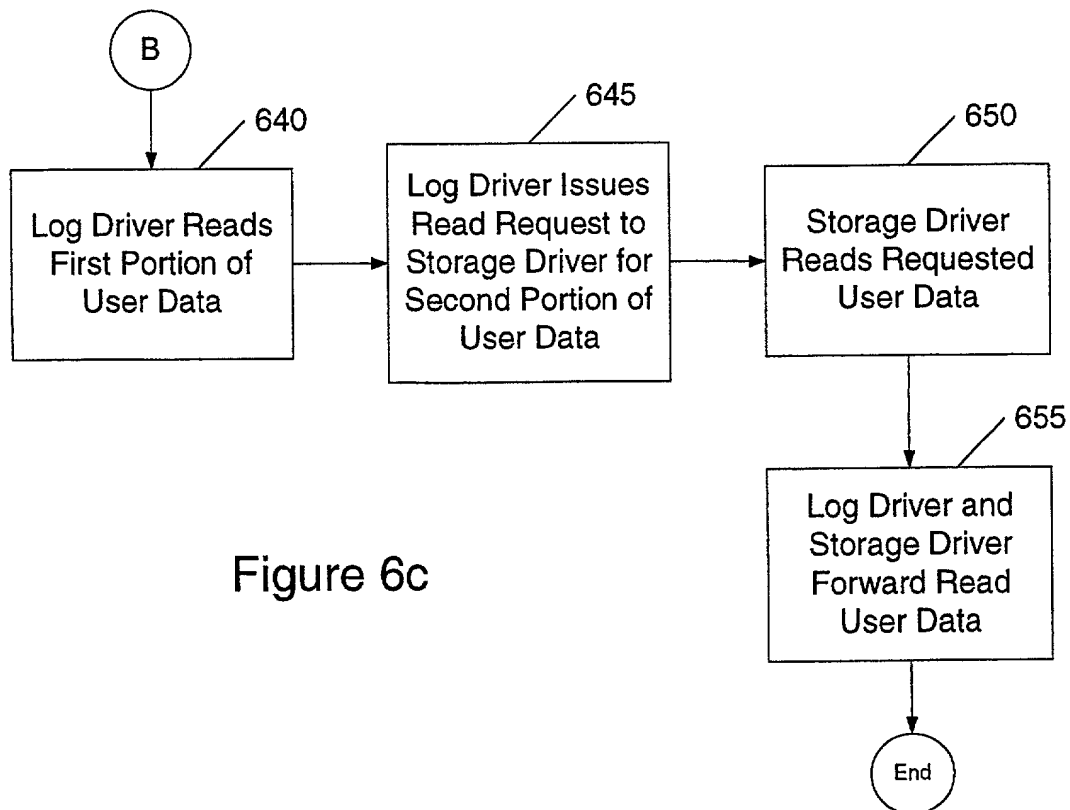 B
640
Log Driver Reads
First Portion of
User Data
645
Log Driver Issues
Read Request to
Storage Driver for
Second Portion of
User Data
650
Storage Driver
Reads Requested
User Data
655
Log Driver and
Storage Driver
Forward Read
User Data
End
Figure 6c